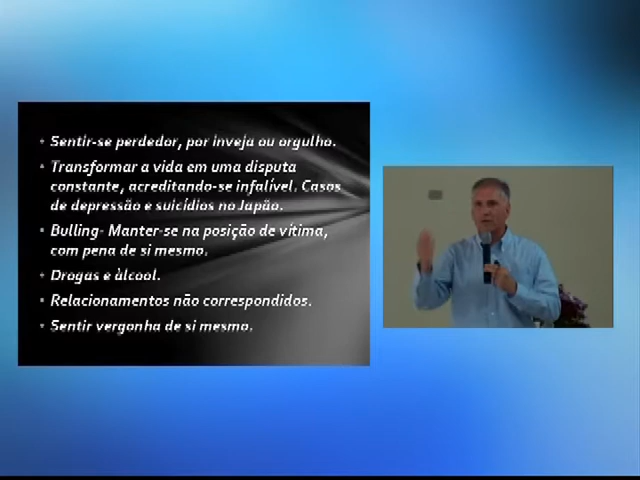 Sentir-se perdedor, por inveja ou orgulho.
Transformar a vida em uma disputa
constante, acreditando-se infalível. Casos
de depressão e suicídios no Japão.
Bulling- Manter-se na posição de vítima,
com pena de si mesmo.
Drogas e àlcool.
Relacionamentos não correspondidos.
Sentir vergonha de si mesmo.